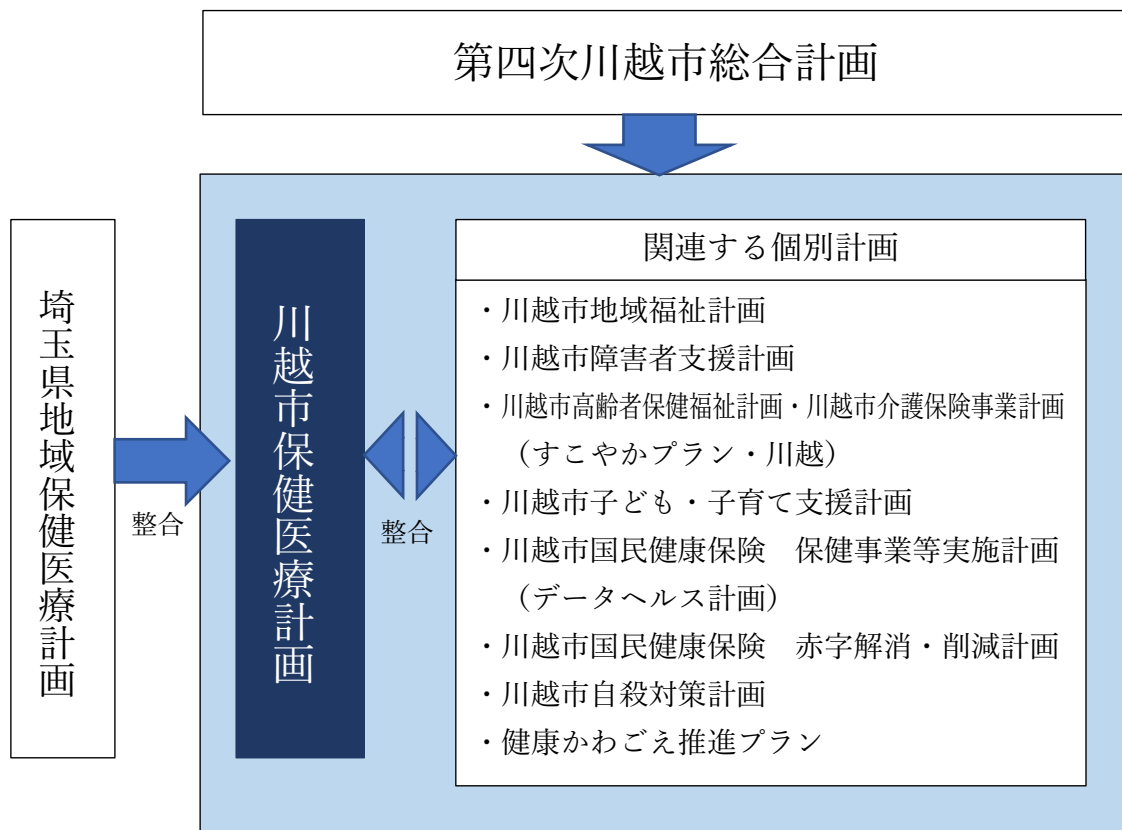 第四次川越市総合計画
埼玉県地域保健医療計画
整合
川越市保健医療計画
整合
関連する個別計画
・川越市地域福祉計画
・川越市障害者支援計画
・川越市高齢者保健福祉計画・川越市介護保険事業計画
（すこやかプラン・川越）
・川越市子ども・子育て支援計画
・川越市国民健康保険　保健事業等実施計画
（データヘルス計画）
・川越市国民健康保険　赤字解消・削減計画
・川越市自殺対策計画
・健康かわごえ推進プラン